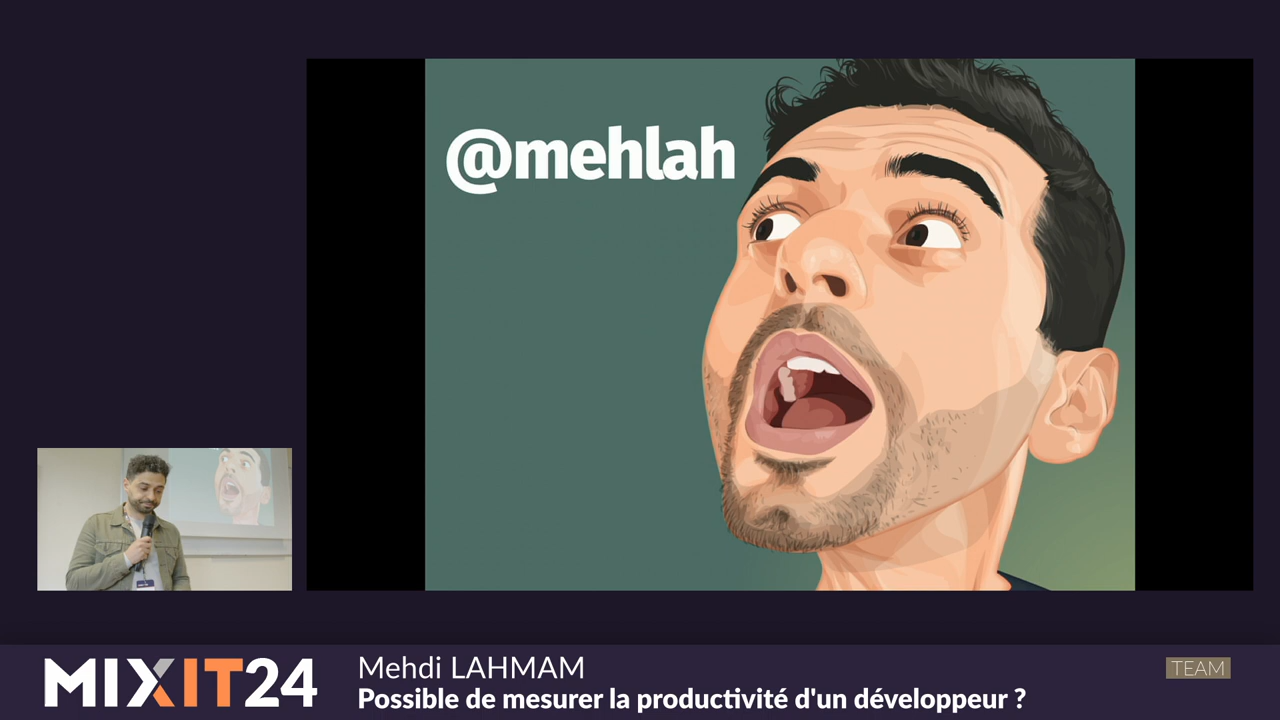 @mehlah
MIXIT24
Mehdi LAHMAM
Possible de mesurer la productivité d'un développeur ?
TEAM